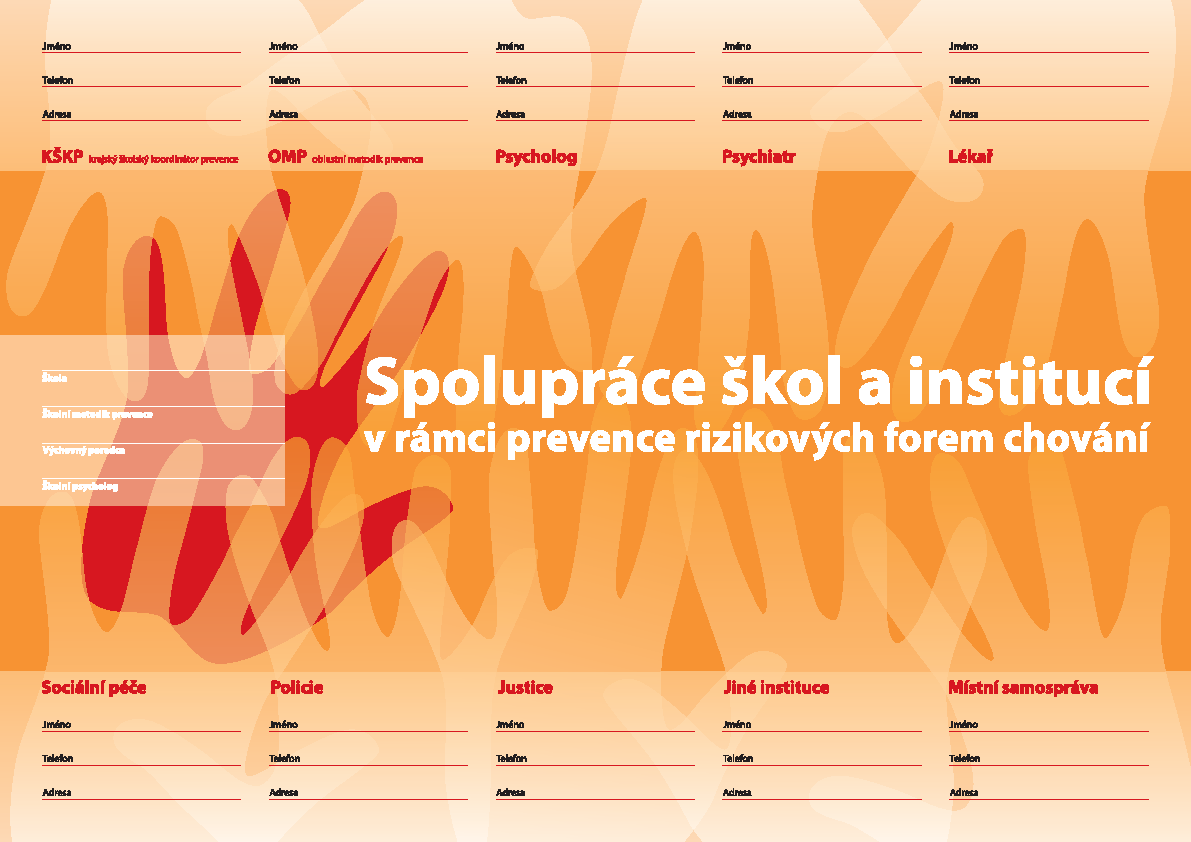 Jméno Jméno Jméno Jméno Jméno
Telefon Telefon Telefon Telefon Telefon
Adresa Adresa Adresa Adresa Adresa
KŠKP krajský školský koordinátor prevence OMP oblastní metodik prevence Psycholog Psychiatr Lékař
Škola
Školní metodik prevence
Výchovný poradce
Školní psycholog
Spolupráce škol a institucí
v rámci prevence rizikových forem chování
Sociální péče Policie Justice Jiné instituce Místní samospráva
Jméno Jméno Jméno Jméno Jméno
Telefon Telefon Telefon Telefon Telefon
Adresa Adresa Adresa Adresa Adresa